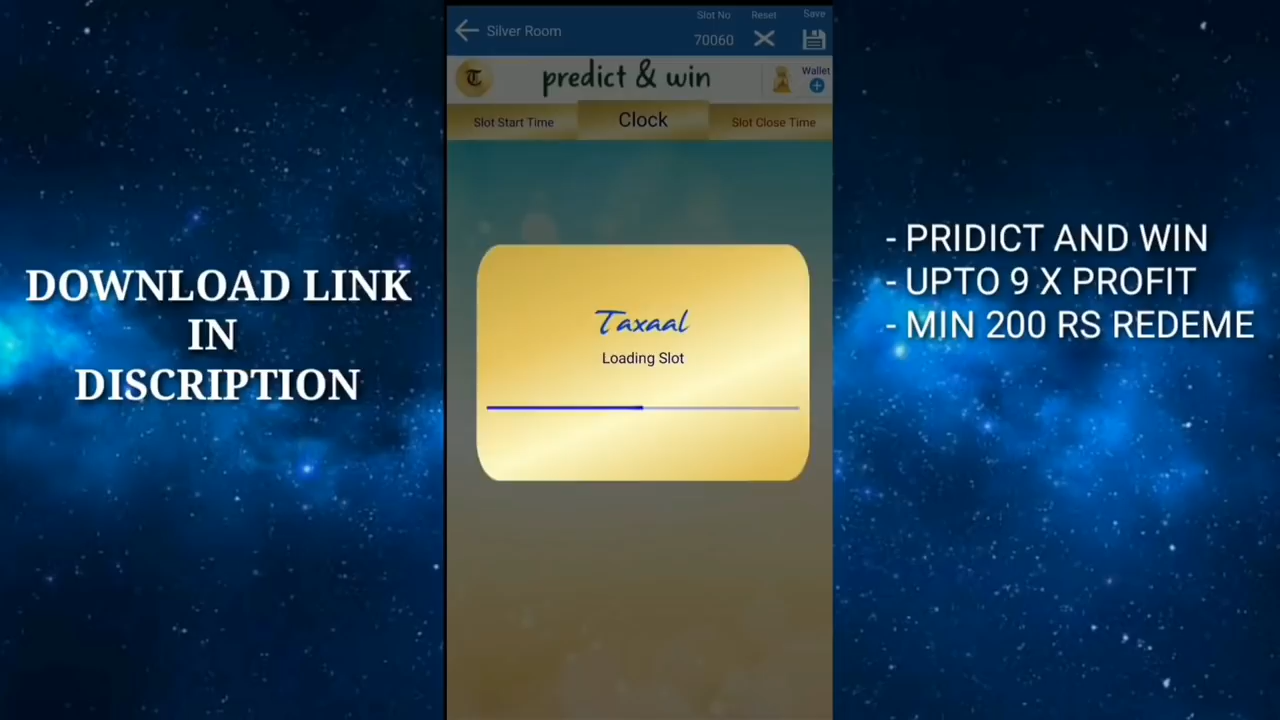 DOWNLOAD LINK
IN
DISCRIPTION
Silver Room
Slot No
Reset
Save
70060
T
predict & win
Wallet
Slot Start Time
Clock
Slot Close Time
Taxaal
Loading Slot
- PRIDICT AND WIN
- UPTO 9 X PROFIT
- MIN 200 RS REDEME